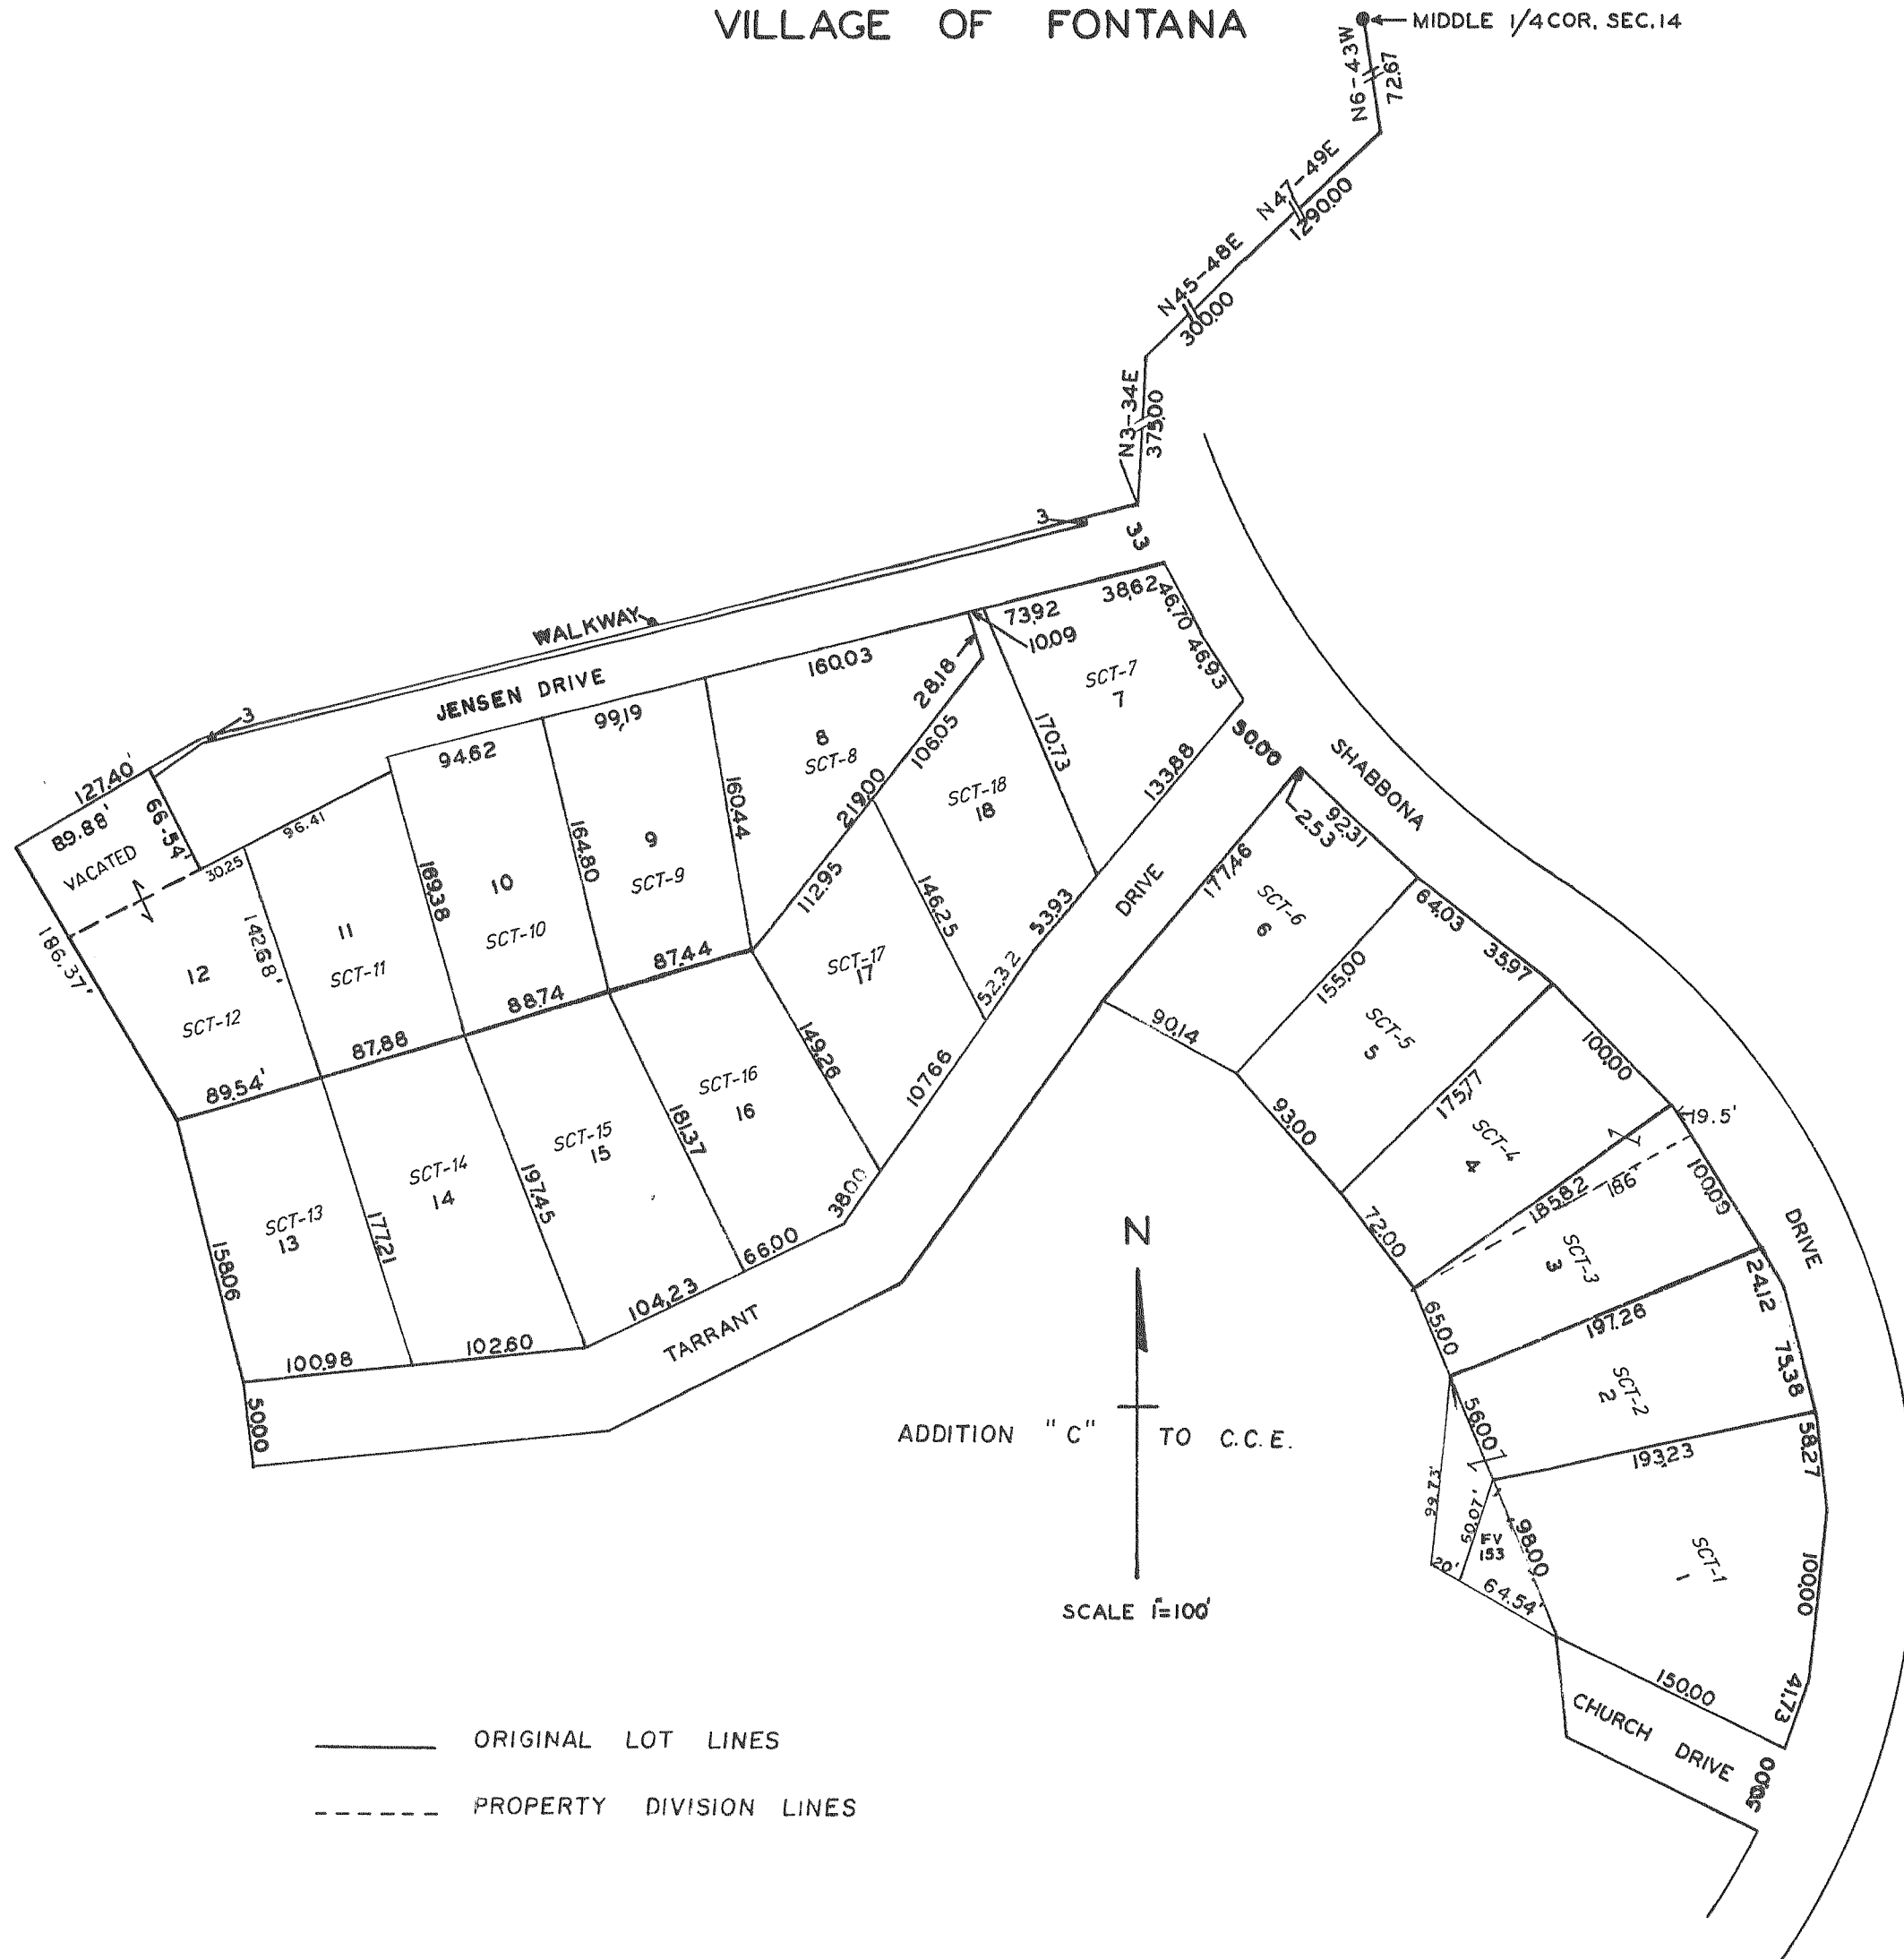 VILLAGE OF FONTANA
MIDDLE 1/4 COR. SEC. 14
N6-43W
72.67
N47-49E
1290.00
N45-48E
300.00
N3-34E
375.00
3
33
WALKWAY
JENSEN DRIVE
3
127.40'
89.88'
VACATED
66-54'
186.37'
30.25
96.41
94.62
99.19
160.03
28.18
10.09
73.92
38.62
46.70
46.93
SCT-7
7
170.73
133.88
8
SCT-8
106.05
219.00
112.95
SCT-18
18
146.25
53.93
52.32
160.44
9
SCT-9
164.80
10
SCT-10
169.38
11
SCT-11
142.68'
12
SCT-12
89.54'
87.88
88.74
87.44
SCT-17
17
149.26
107.66
SCT-16
16
181.37
38.00
66.00
SCT-15
15
197.45
104.23
SCT-14
14
177.21
102.60
SCT-13
13
158.06
100.98
50.00
TARRANT
DRIVE
50.00
SHABBONA
DRIVE
2.53
92.31
177.46
SCT-6
6
90.14
155.00
64.03
35.97
SCT-5
5
93.00
175.77
100.00
SCT-4
4
72.00
185.82
186'
19.5'
100.09
SCT-3
3
65.00
197.26
24.12
75.38
SCT-2
2
56.00
193.23
58.27
99.73'
50.07'
20'
FV
153
64.54'
98.00
SCT-1
1
100.00
41.73
150.00
CHURCH DRIVE
50.00
N
ADDITION "C" TO C.C.E.
SCALE 1"=100'
ORIGINAL LOT LINES
PROPERTY DIVISION LINES